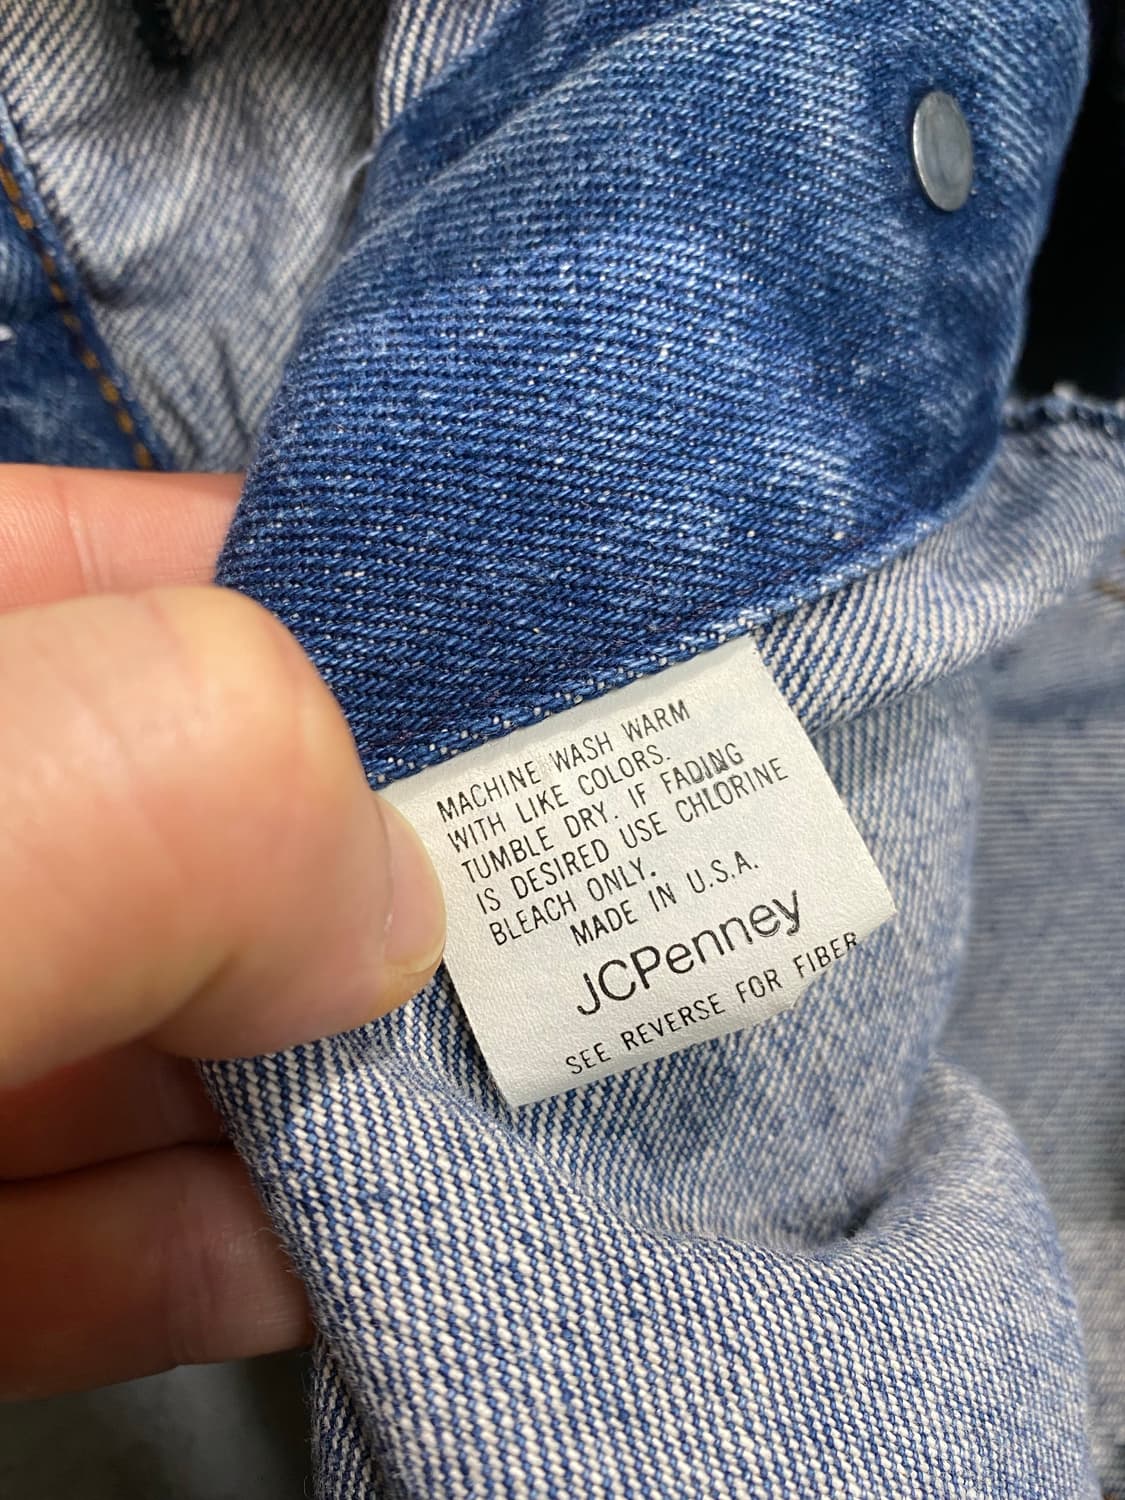 MACHINE WASH WARM
WITH LIKE COLORS.
TUMBLE DRY. IF FADING
IS DESIRED USE CHLORINE
BLEACH ONLY.
MADE IN U.S.A.
JCPenney
SEE REVERSE FOR FIBER